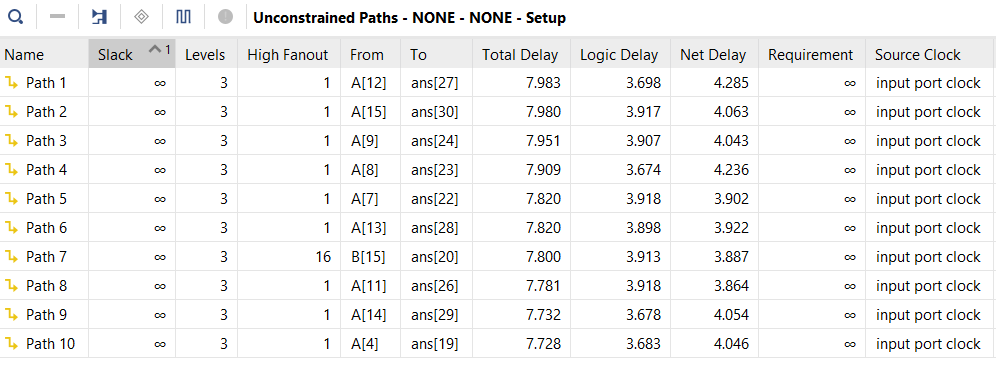 Unconstrained Paths - NONE - NONE - Setup
Name Slack 1 Levels High Fanout From To Total Delay Logic Delay Net Delay Requirement Source Clock
Path 1 ∞ 3 1 A[12] ans[27] 7.983 3.698 4.285 ∞ input port clock
Path 2 ∞ 3 1 A[15] ans[30] 7.980 3.917 4.063 ∞ input port clock
Path 3 ∞ 3 1 A[9] ans[24] 7.951 3.907 4.043 ∞ input port clock
Path 4 ∞ 3 1 A[8] ans[23] 7.909 3.674 4.236 ∞ input port clock
Path 5 ∞ 3 1 A[7] ans[22] 7.820 3.918 3.902 ∞ input port clock
Path 6 ∞ 3 1 A[13] ans[28] 7.820 3.898 3.922 ∞ input port clock
Path 7 ∞ 3 16 B[15] ans[20] 7.800 3.913 3.887 ∞ input port clock
Path 8 ∞ 3 1 A[11] ans[26] 7.781 3.918 3.864 ∞ input port clock
Path 9 ∞ 3 1 A[14] ans[29] 7.732 3.678 4.054 ∞ input port clock
Path 10 ∞ 3 1 A[4] ans[19] 7.728 3.683 4.046 ∞ input port clock